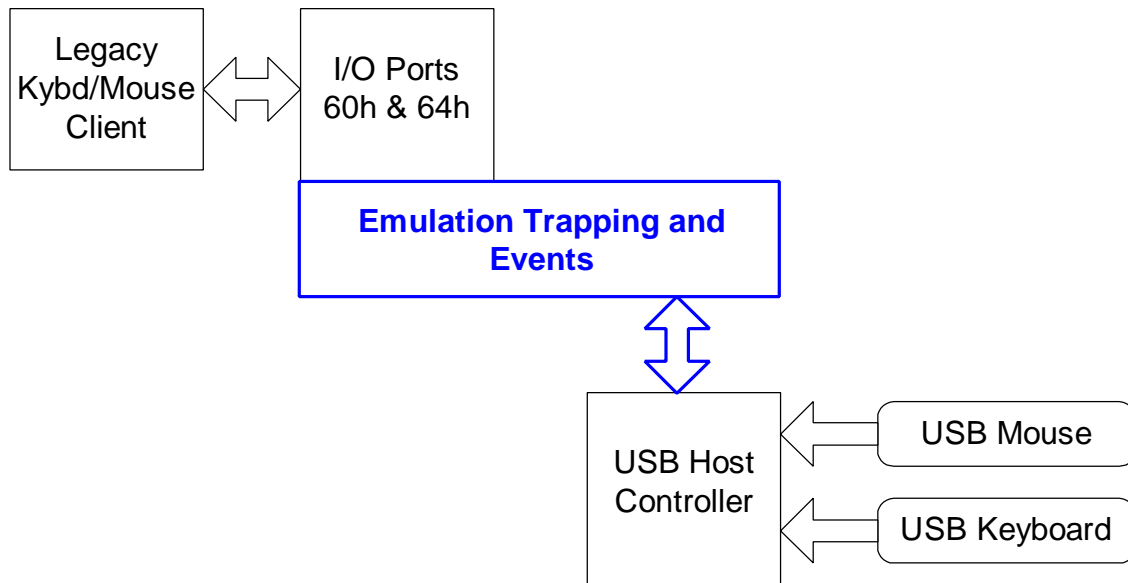 Legacy
Kybd/Mouse
Client
I/O Ports
60h & 64h
Emulation Trapping and
Events
USB Host
Controller
USB Mouse
USB Keyboard